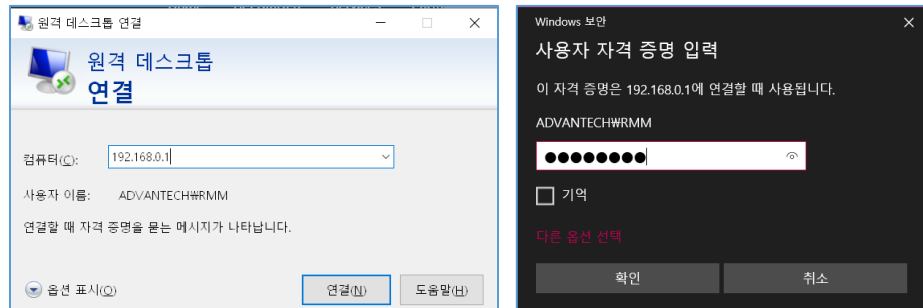 원격 데스크톱 연결
원격 데스크톱
연결
컴퓨터(C):
192.168.0.1
사용자 이름:
ADVANTECH₩RMM
연결할 때 자격 증명을 묻는 메시지가 나타납니다.
옵션 표시(O)
연결(N)
도움말(H)
Windows 보안
사용자 자격 증명 입력
이 자격 증명은 192.168.0.1에 연결할 때 사용됩니다.
ADVANTECH₩RMM
●●●●●●●●
기억
다른 옵션 선택
확인
취소